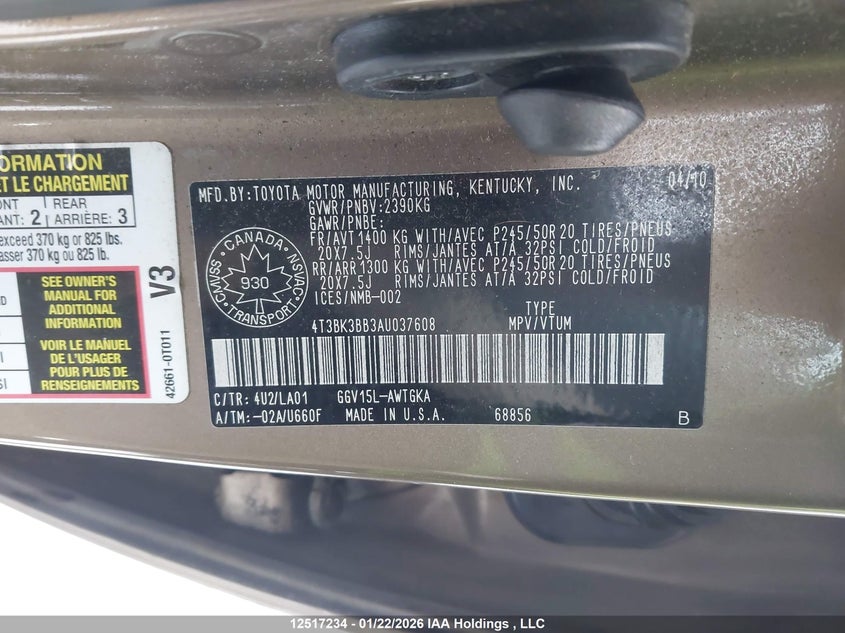 ORMATION
ET LE CHARGEMENT
ONT REAR
ANT: 2 ARRIÈRE: 3
exceed 370 kg or 825 lbs.
asser 370 kg ou 825 lb.
SEE OWNER'S
MANUAL FOR
ADDITIONAL
INFORMATION
VOIR LE MANUEL
DE L'USAGER
POUR PLUS DE
RENSEIGNEMENTS
V3
42661-0T011
MFD.BY:TOYOTA MOTOR MANUFACTURING, KENTUCKY, INC. 04/10
GVWR/PNBV:2390KG
GAWR/PNBE:
FR/AVT1400 KG WITH/AVEC P245/50R20 TIRES/PNEUS
20X7.5J RIMS/JANTES AT/A 32PSI COLD/FROID
RR/ARR1300 KG WITH/AVEC P245/50R20 TIRES/PNEUS
20X7.5J RIMS/JANTES AT/A 32PSI COLD/FROID
ICES/NMB-002
CANADA
CMVSS NSVAC
930
TRANSPORT
TYPE
4T3BK3BB3AU037608 MPV/VTUM
C/TR: 4U2/LA01 GGV15L-AWTGKA
A/TM: -02A/U660F MADE IN U.S.A. 68856 B
12517234 - 01/22/2026 IAA Holdings , LLC